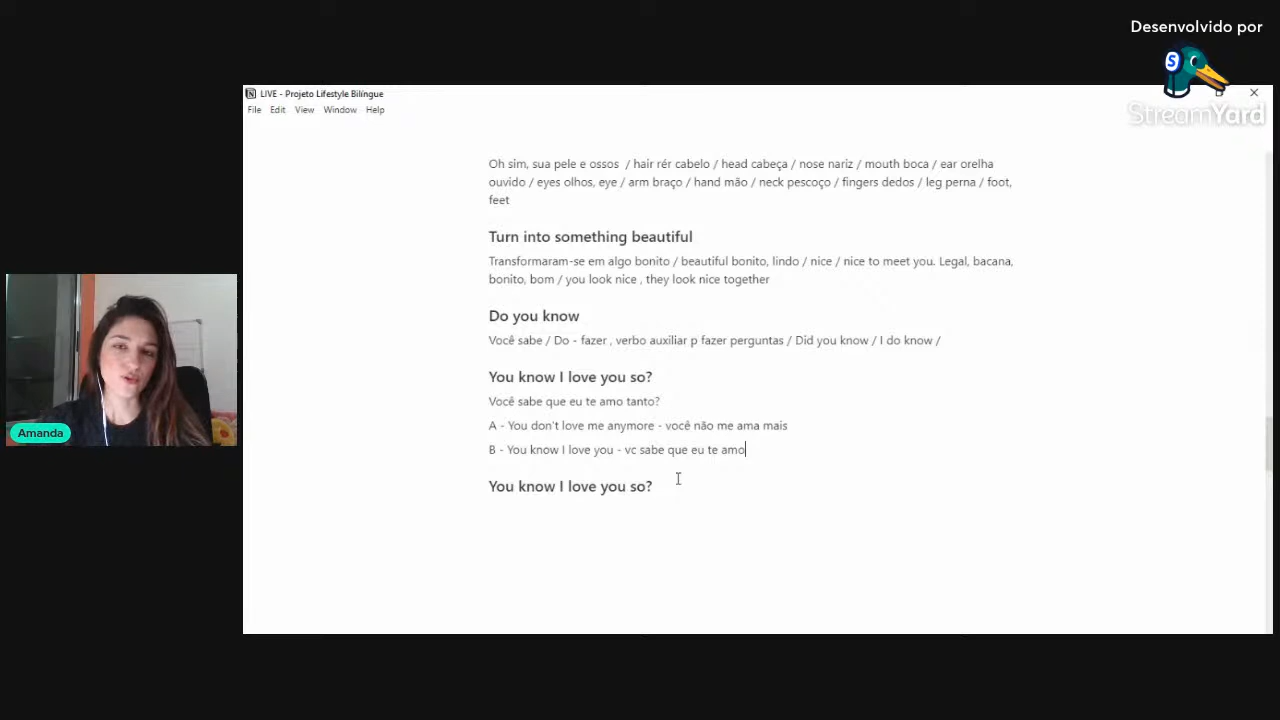 Desenvolvido por
S
StreamYard
LIVE - Projeto Lifestyle Bilíngue
File Edit View Window Help
Oh sim, sua pele e ossos / hair rér cabelo / head cabeça / nose nariz / mouth boca / ear orelha
ouvido / eyes olhos, eye / arm braço / hand mão / neck pescoço / fingers dedos / leg perna / foot,
feet
Turn into something beautiful
Transformaram-se em algo bonito / beautiful bonito, lindo / nice / nice to meet you. Legal, bacana,
bonito, bom / you look nice , they look nice together
Do you know
Você sabe / Do - fazer , verbo auxiliar p fazer perguntas / Did you know / I do know /
You know I love you so?
Você sabe que eu te amo tanto?
A - You don't love me anymore - você não me ama mais
B - You know I love you - vc sabe que eu te amo
You know I love you so?
Amanda